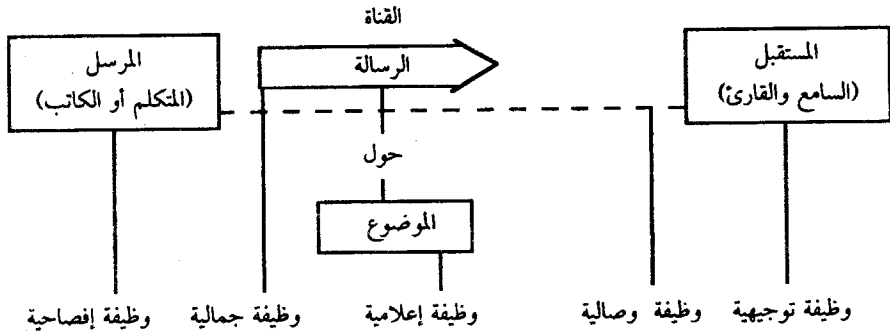 القناة
المستقبل
(السامع والقارئ)
الرسالة
المرسل
(المتكلم أو الكاتب)
حول
الموضوع
وظيفة توجيهية
وظيفة وصالية
وظيفة إعلامية
وظيفة جمالية
وظيفة إفصاحية